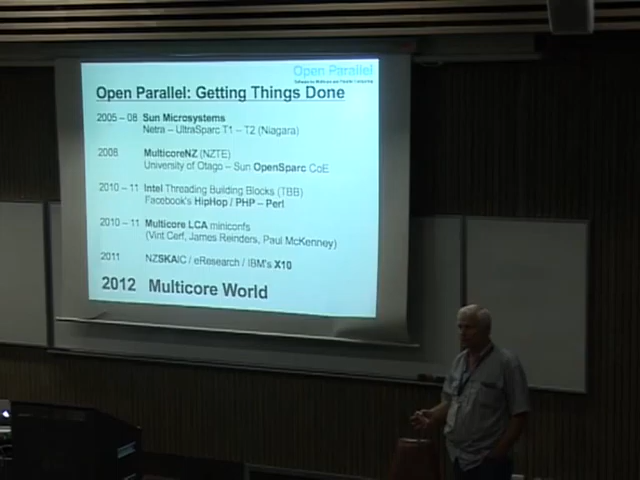 Open Parallel
Open Parallel: Getting Things Done
2005 – 08 Sun Microsystems
Netra – UltraSparc T1 – T2 (Niagara)
2008 MulticoreNZ (NZTE)
University of Otago – Sun OpenSparc CoE
2010 – 11 Intel Threading Building Blocks (TBB)
Facebook's HipHop / PHP – Perl
2010 – 11 Multicore LCA miniconfs
(Vint Cerf, James Reinders, Paul McKenney)
2011 NZSKAIC / eResearch / IBM's X10
2012 Multicore World